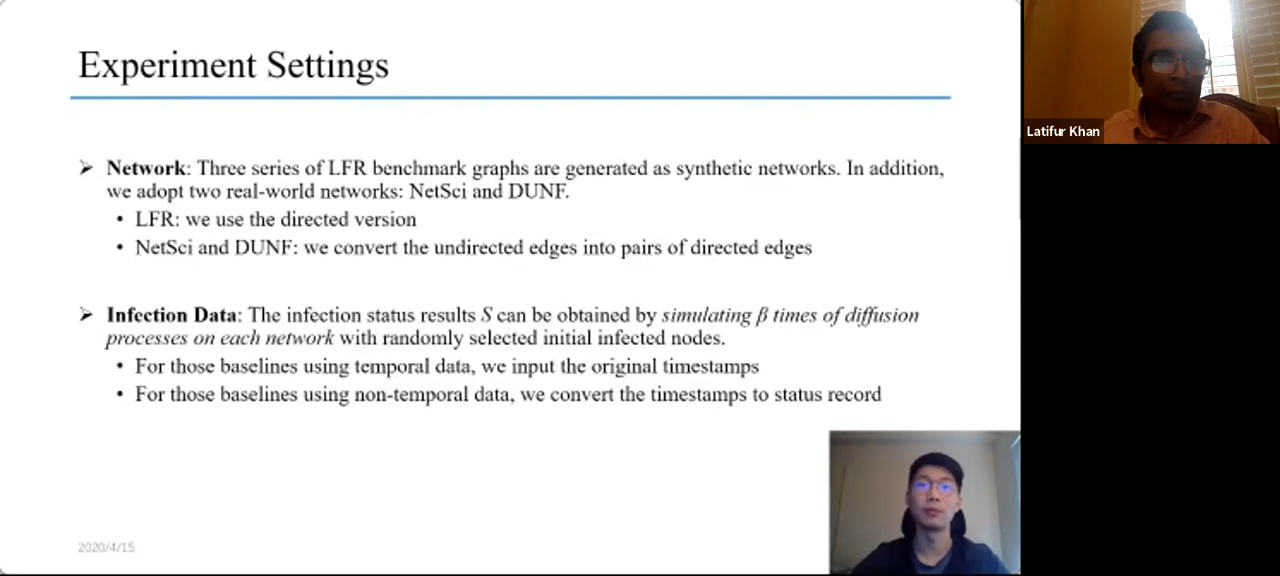 Experiment Settings
➢ Network: Three series of LFR benchmark graphs are generated as synthetic networks. In addition,
we adopt two real-world networks: NetSci and DUNF.
• LFR: we use the directed version
• NetSci and DUNF: we convert the undirected edges into pairs of directed edges
➢ Infection Data: The infection status results S can be obtained by simulating β times of diffusion
processes on each network with randomly selected initial infected nodes.
• For those baselines using temporal data, we input the original timestamps
• For those baselines using non-temporal data, we convert the timestamps to status record
2020/4/15
Latifur Khan